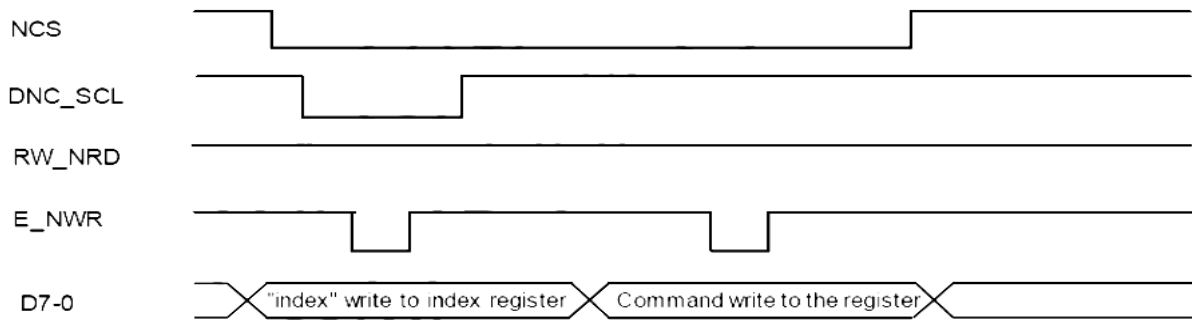 NCS
DNC_SCL
RW_NRD
E_NWR
D7-0 "index" write to index register Command write to the register